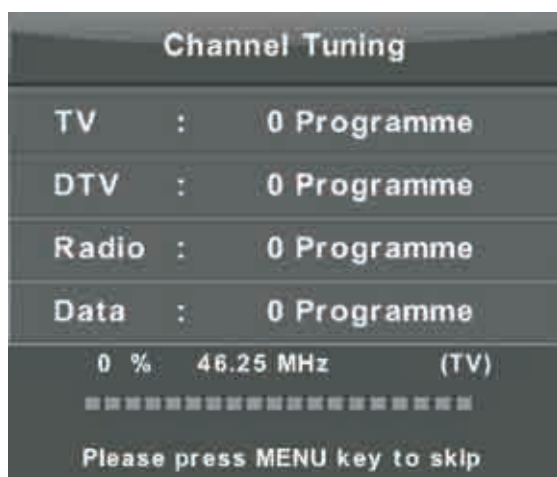 Channel Tuning
TV : 0 Programme
DTV : 0 Programme
Radio : 0 Programme
Data : 0 Programme
0 % 46.25 MHz (TV)
Please press MENU key to skip